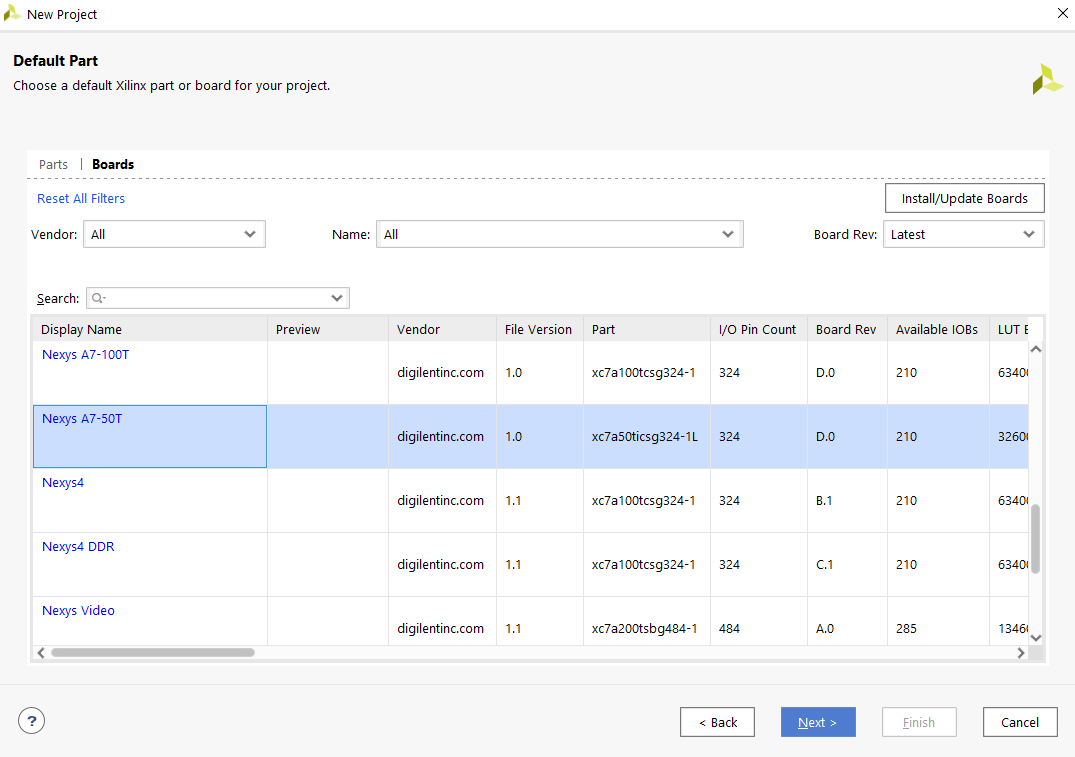 New Project
Default Part
Choose a default Xilinx part or board for your project.
Parts | Boards
Reset All Filters
Install/Update Boards
Vendor: All Name: All Board Rev: Latest
Search:
Display Name Preview Vendor File Version Part I/O Pin Count Board Rev Available IOBs LUT E
Nexys A7-100T digilentinc.com 1.0 xc7a100tcsg324-1 324 D.0 210 63400
Nexys A7-50T digilentinc.com 1.0 xc7a50ticsg324-1L 324 D.0 210 32600
Nexys4 digilentinc.com 1.1 xc7a100tcsg324-1 324 B.1 210 63400
Nexys4 DDR digilentinc.com 1.1 xc7a100tcsg324-1 324 C.1 210 63400
Nexys Video digilentinc.com 1.1 xc7a200tsbg484-1 484 A.0 285 13460
? < Back Next > Finish Cancel